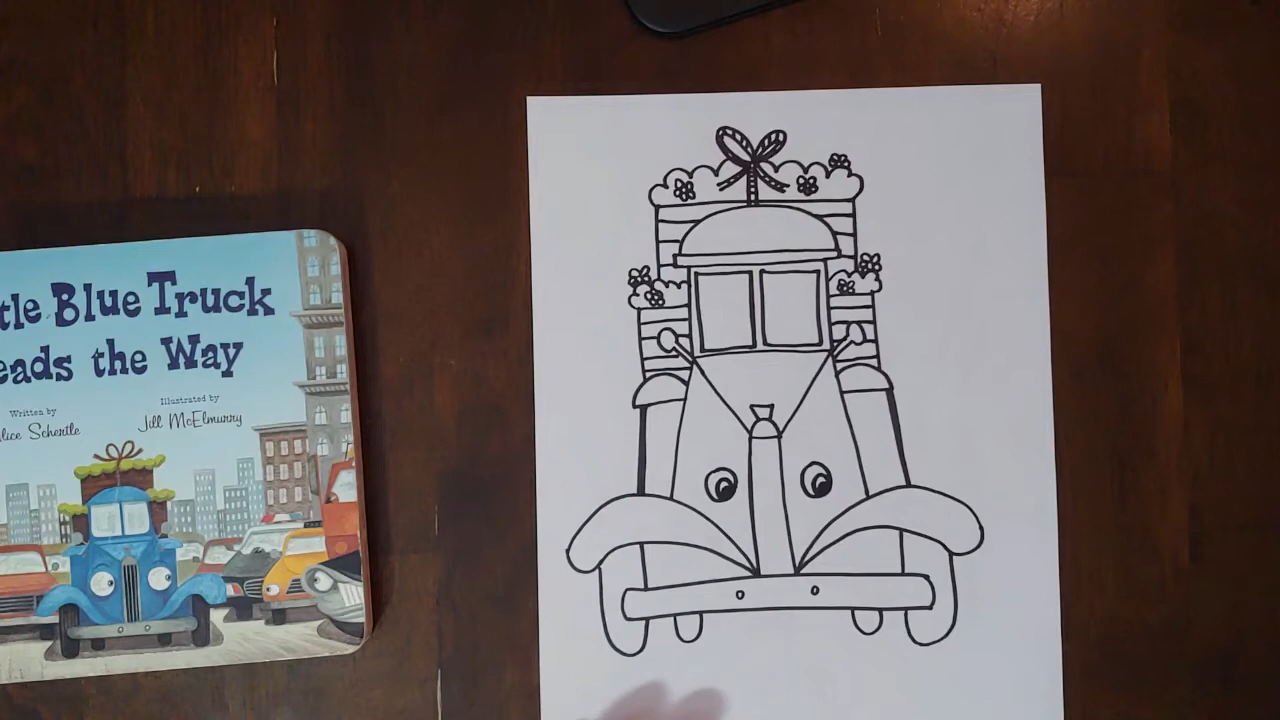 tle Blue Truck
eads the Way
Written by
lice Schertle
Illustrated by
Jill McElmurry